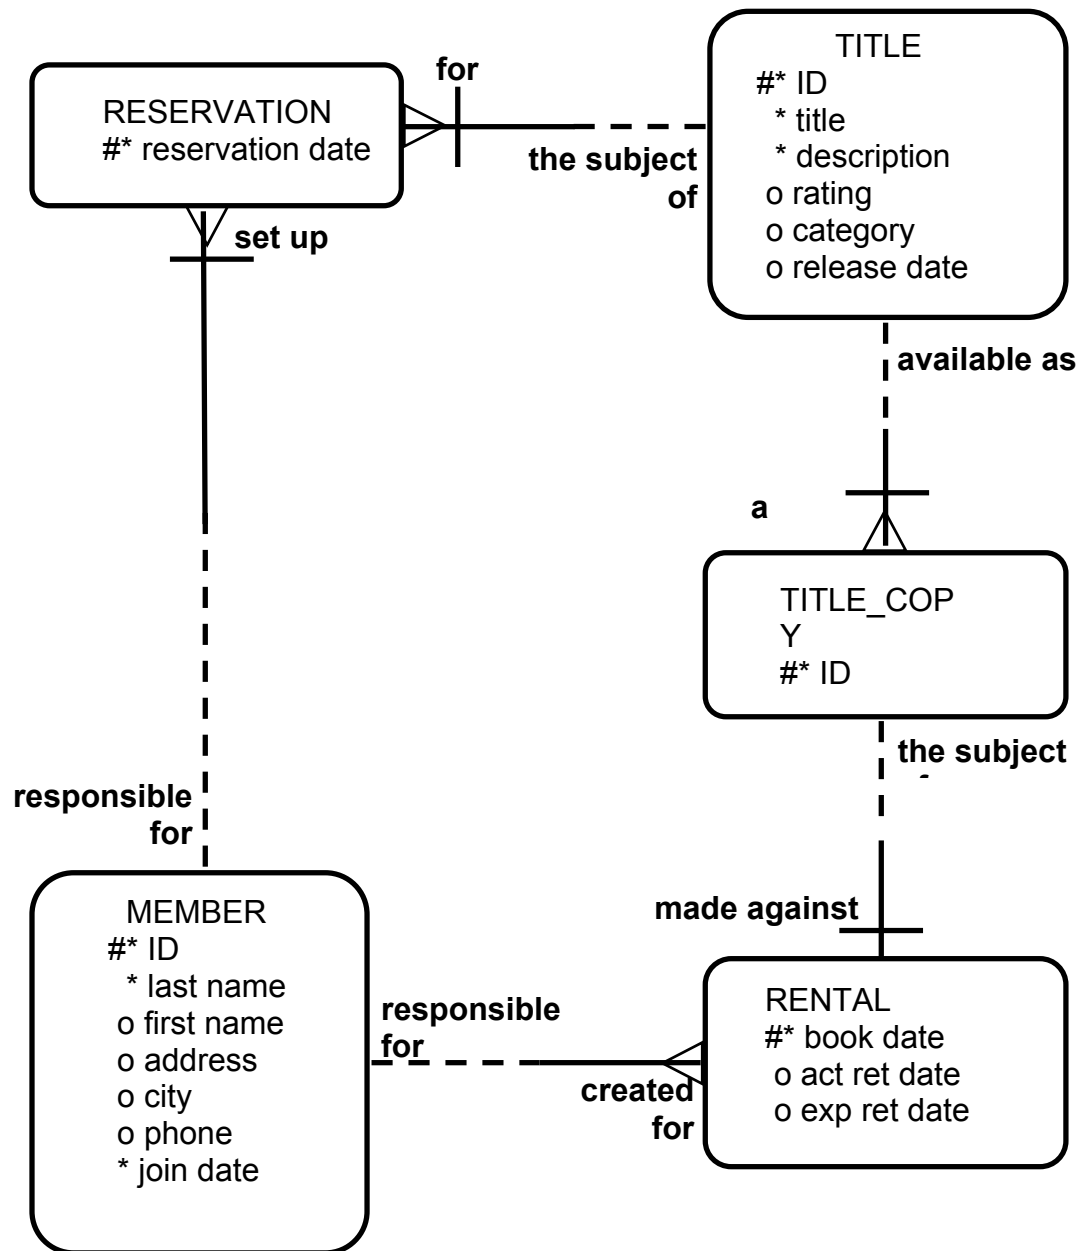 TITLE
#* ID
* title
* description
o rating
o category
o release date
for
RESERVATION
#* reservation date
the subject
of
set up
available as
a
TITLE_COP
Y
#* ID
the subject
responsible
for
made against
MEMBER
#* ID
* last name
o first name
o address
o city
o phone
* join date
responsible
for
created
for
RENTAL
#* book date
o act ret date
o exp ret date